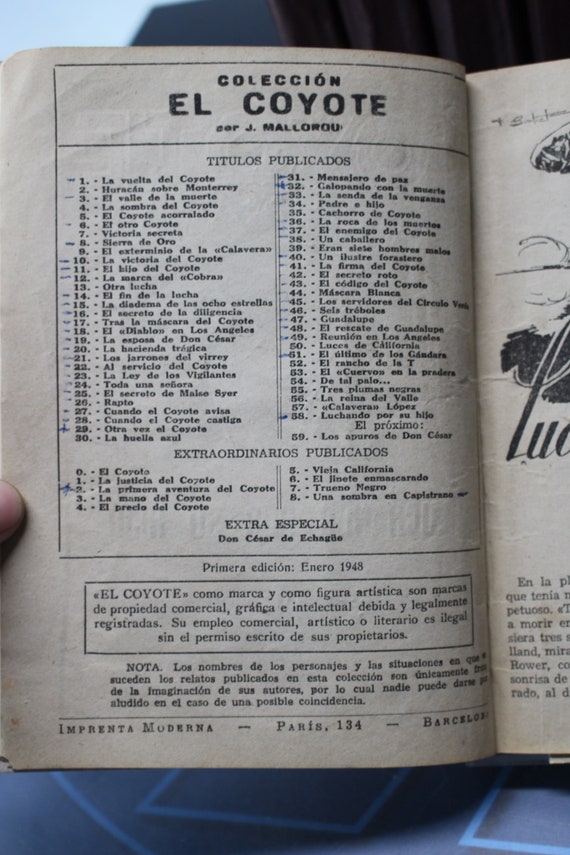 COLECCIÓN
EL COYOTE
por J. MALLORQUI
TITULOS PUBLICADOS
1. - La vuelta del Coyote
2. - Huracán sobre Monterrey
3. - El valle de la muerte
4. - La sombra del Coyote
5. - El Coyote acorralado
6. - El otro Coyote
7. - Victoria secreta
8. - Sierra de Oro
9. - El exterminio de la «Calavera»
10. - La victoria del Coyote
11. - El hijo del Coyote
12. - La marca del «Cobra»
13. - Otra lucha
14. - El fin de la lucha
15. - La diadema de las ocho estrellas
16. - El secreto de la diligencia
17. - Tras la máscara del Coyote
18. - El «Diablo» en Los Angeles
19. - La esposa de Don César
20. - La hacienda trágica
21. - Los jarrones del virrey
22. - Al servicio del Coyote
23. - La Ley de los Vigilantes
24. - Toda una señora
25. - El secreto de Maise Syer
26. - Rapto
27. - Cuando el Coyote avisa
28. - Cuando el Coyote castiga
29. - Otra vez el Coyote
30. - La huella azul
31. - Mensajero de paz
32. - Galopando con la muerte
33. - La senda de la venganza
34. - Padre e hijo
35. - Cachorro de Coyote
36. - La roca de los muertos
37. - El enemigo del Coyote
38. - Un caballero
39. - Eran siete hombres malos
40. - Un ilustre forastero
41. - La firma del Coyote
42. - El secreto roto
43. - El código del Coyote
44. - Máscara Blanca
45. - Los servidores del Círculo Verde
46. - Seis tréboles
47. - Guadalupe
48. - El rescate de Guadalupe
49. - Reunión en Los Angeles
50. - Luces de California
51. - El último de los Gándara
52. - El rancho de la T
53. - El «Cuervo» en la pradera
54. - De tal palo...
55. - Tres plumas negras
56. - La reina del Valle
57. - «Calavera» López
58. - Luchando por su hijo
El próximo:
59. - Los apuros de Don César
EXTRAORDINARIOS PUBLICADOS
0. - El Coyote
1. - La justicia del Coyote
2. - La primera aventura del Coyote
3. - La mano del Coyote
4. - El precio del Coyote
5. - Vieja California
6. - El jinete enmascarado
7. - Trueno Negro
8. - Una sombra en Capistrano
EXTRA ESPECIAL
Don César de Echagüe
Primera edición: Enero 1948
«EL COYOTE» como marca y como figura artística son marcas
de propiedad comercial, gráfica e intelectual debida y legalmente
registradas. Su empleo comercial, artístico o literario es ilegal
sin el permiso escrito de sus propietarios.
NOTA. Los nombres de los personajes y las situaciones en que se
suceden los relatos publicados en esta colección son únicamente fruto
de la imaginación de sus autores, por lo cual nadie puede darse por
aludido en el caso de una posible coincidencia.
IMPRENTA MODERNA — PARÍS, 134 — BARCELONA
Luc
En la pl
que tenía
petuoso. «T
a morir en
siera tres s
lland, mira
Rower, co
sonrisa de
rado, al d